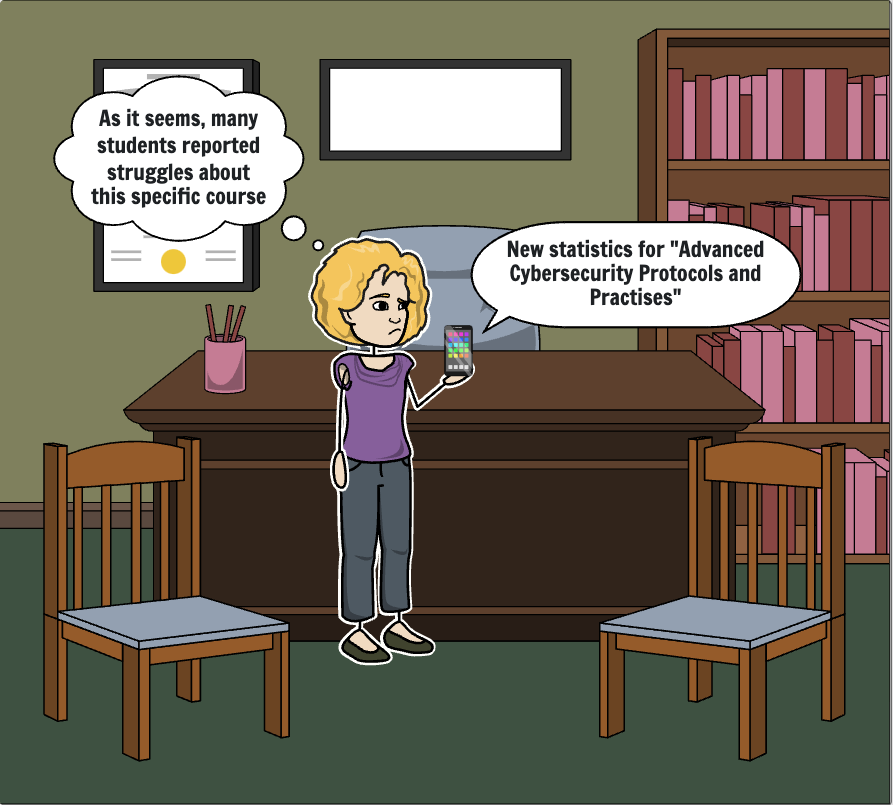 As it seems, many
students reported
struggles about
this specific course
New statistics for "Advanced
Cybersecurity Protocols and
Practises"